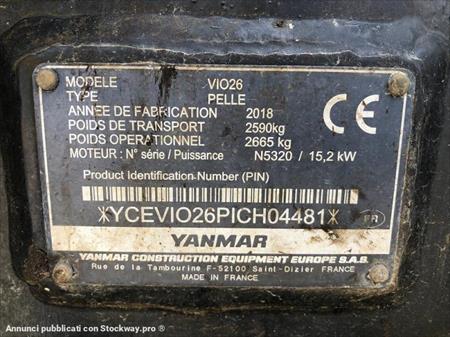 MODELE VIO26
TYPE PELLE
ANNEE DE FABRICATION 2018
POIDS DE TRANSPORT 2590kg
POIDS OPERATIONNEL 2665 kg
MOTEUR : N° série / Puissance N5320 / 15,2 kW
CE
Product Identification Number (PIN)
*YCEVIO26PICH04481*
FR
YANMAR
YANMAR CONSTRUCTION EQUIPMENT EUROPE S.A.S.
Rue de la Tambourine F-52100 Saint-Dizier FRANCE
MADE IN FRANCE
Annunci pubblicati con Stockway.pro ®